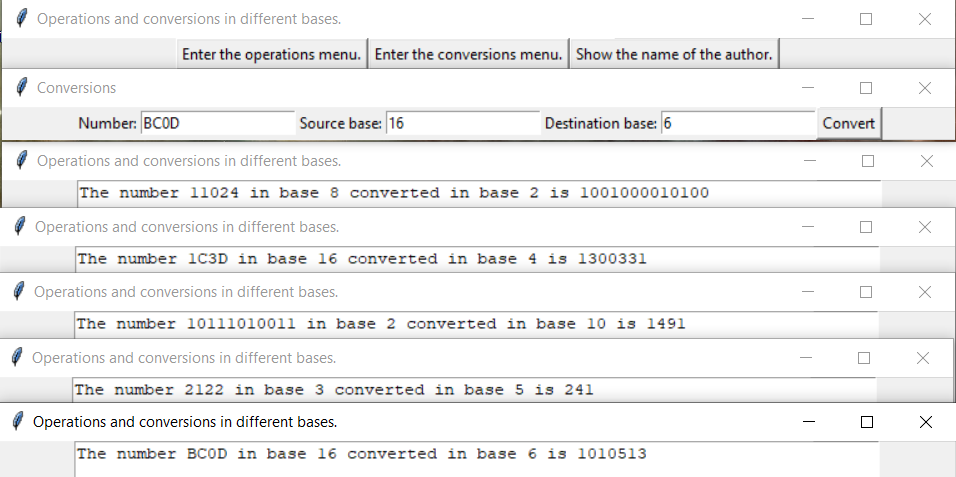 Operations and conversions in different bases.
Enter the operations menu. Enter the conversions menu. Show the name of the author.
Conversions
Number: BC0D Source base: 16 Destination base: 6 Convert
Operations and conversions in different bases.
The number 11024 in base 8 converted in base 2 is 1001000010100
Operations and conversions in different bases.
The number 1C3D in base 16 converted in base 4 is 1300331
Operations and conversions in different bases.
The number 10111010011 in base 2 converted in base 10 is 1491
Operations and conversions in different bases.
The number 2122 in base 3 converted in base 5 is 241
Operations and conversions in different bases.
The number BC0D in base 16 converted in base 6 is 1010513